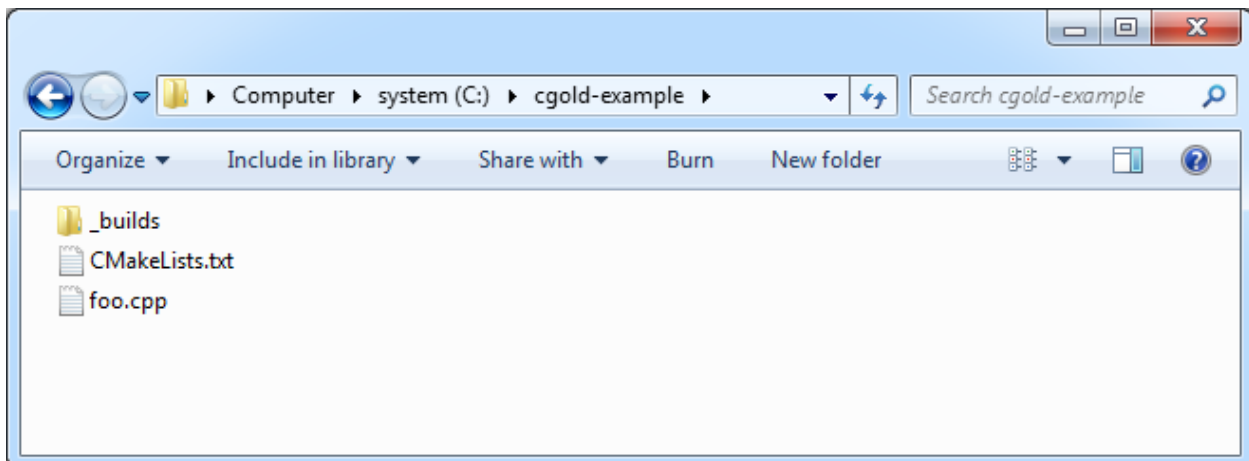 Computer system (C:) cgold-example Search cgold-example
Organize Include in library Share with Burn New folder
_builds
CMakeLists.txt
foo.cpp